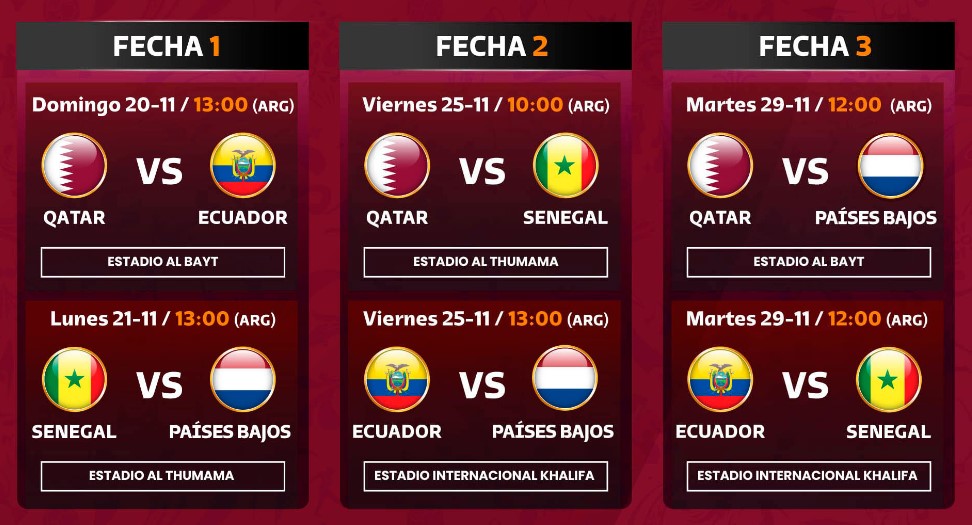 FECHA 1
Domingo 20-11 / 13:00 (ARG)
VS
QATAR
ECUADOR
ESTADIO AL BAYT
Lunes 21-11 / 13:00 (ARG)
VS
SENEGAL
PAÍSES BAJOS
ESTADIO AL THUMAMA
FECHA 2
Viernes 25-11 / 10:00 (ARG)
VS
QATAR
SENEGAL
ESTADIO AL THUMAMA
Viernes 25-11 / 13:00 (ARG)
VS
ECUADOR
PAÍSES BAJOS
ESTADIO INTERNACIONAL KHALIFA
FECHA 3
Martes 29-11 / 12:00 (ARG)
VS
QATAR
PAÍSES BAJOS
ESTADIO AL BAYT
Martes 29-11 / 12:00 (ARG)
VS
ECUADOR
SENEGAL
ESTADIO INTERNACIONAL KHALIFA